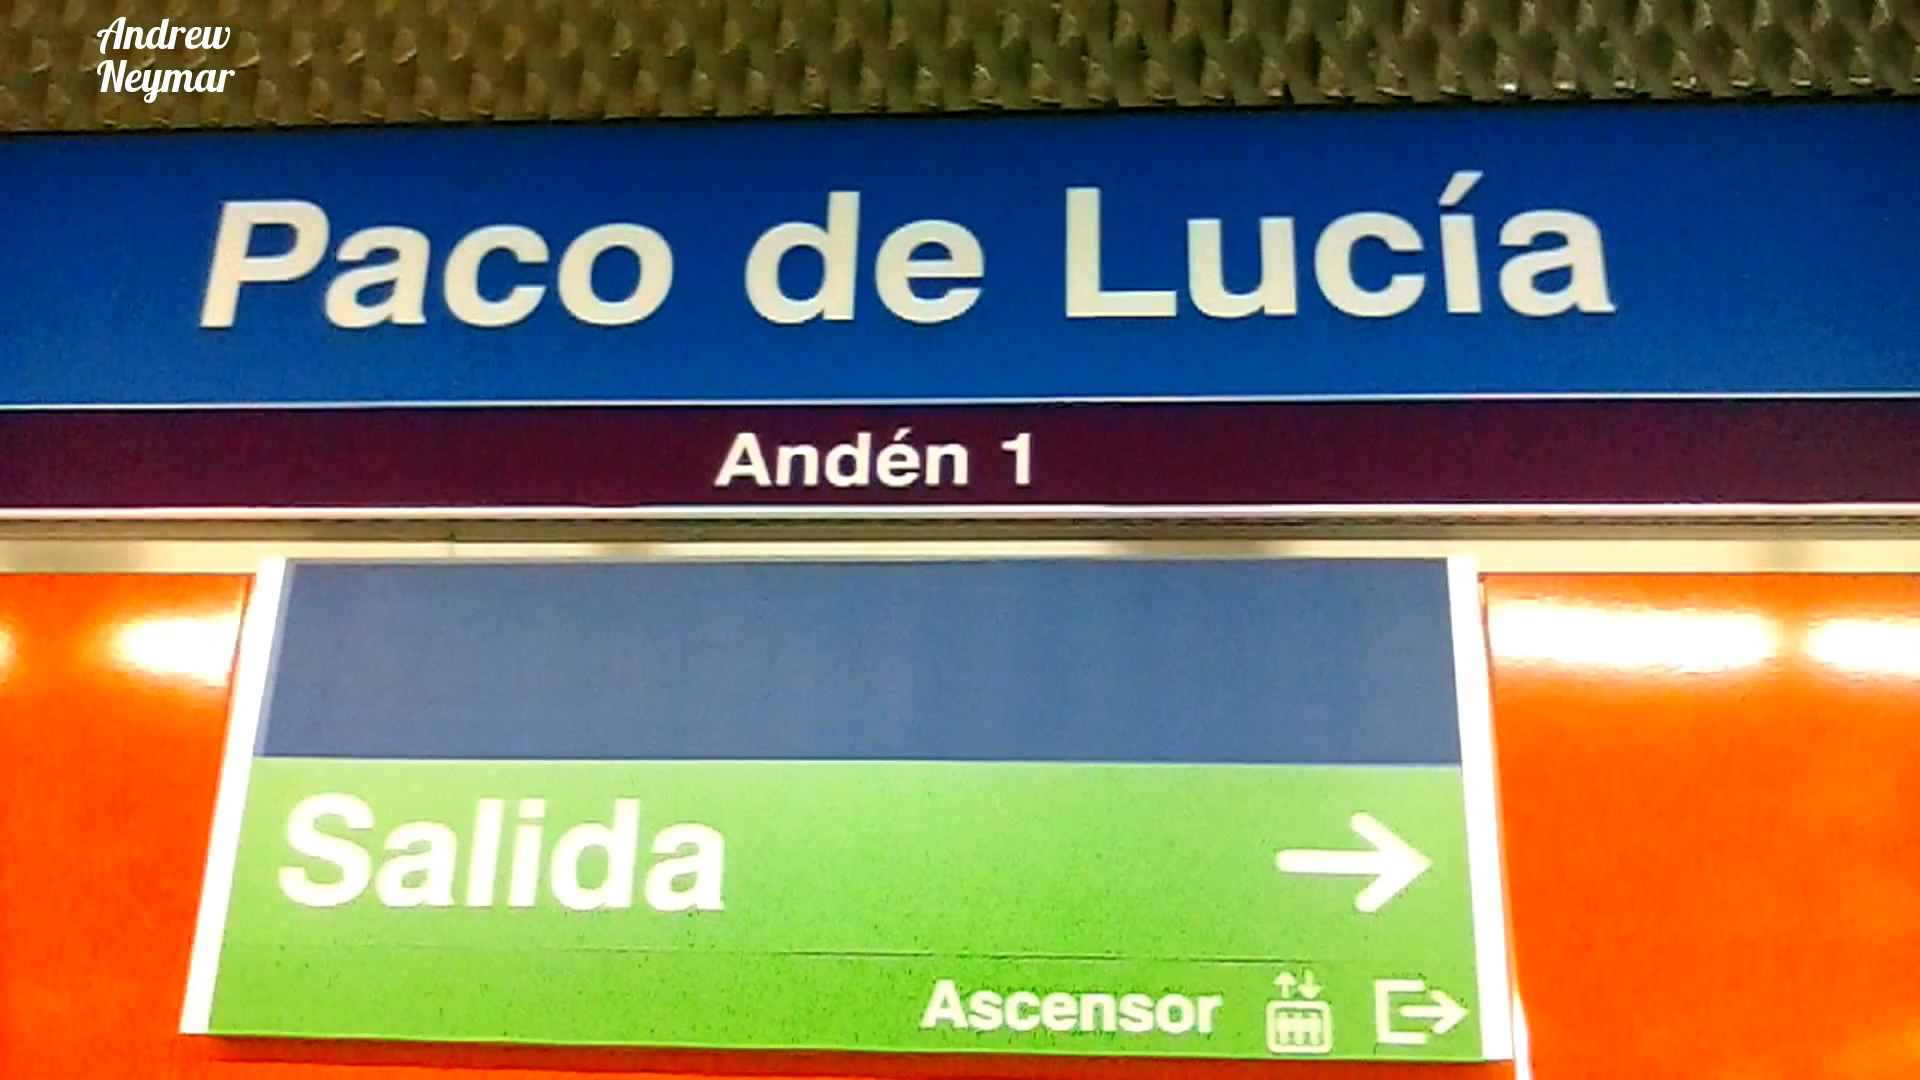 Andrew
Neymar
Paco de Lucía
Andén 1
Salida
Ascensor